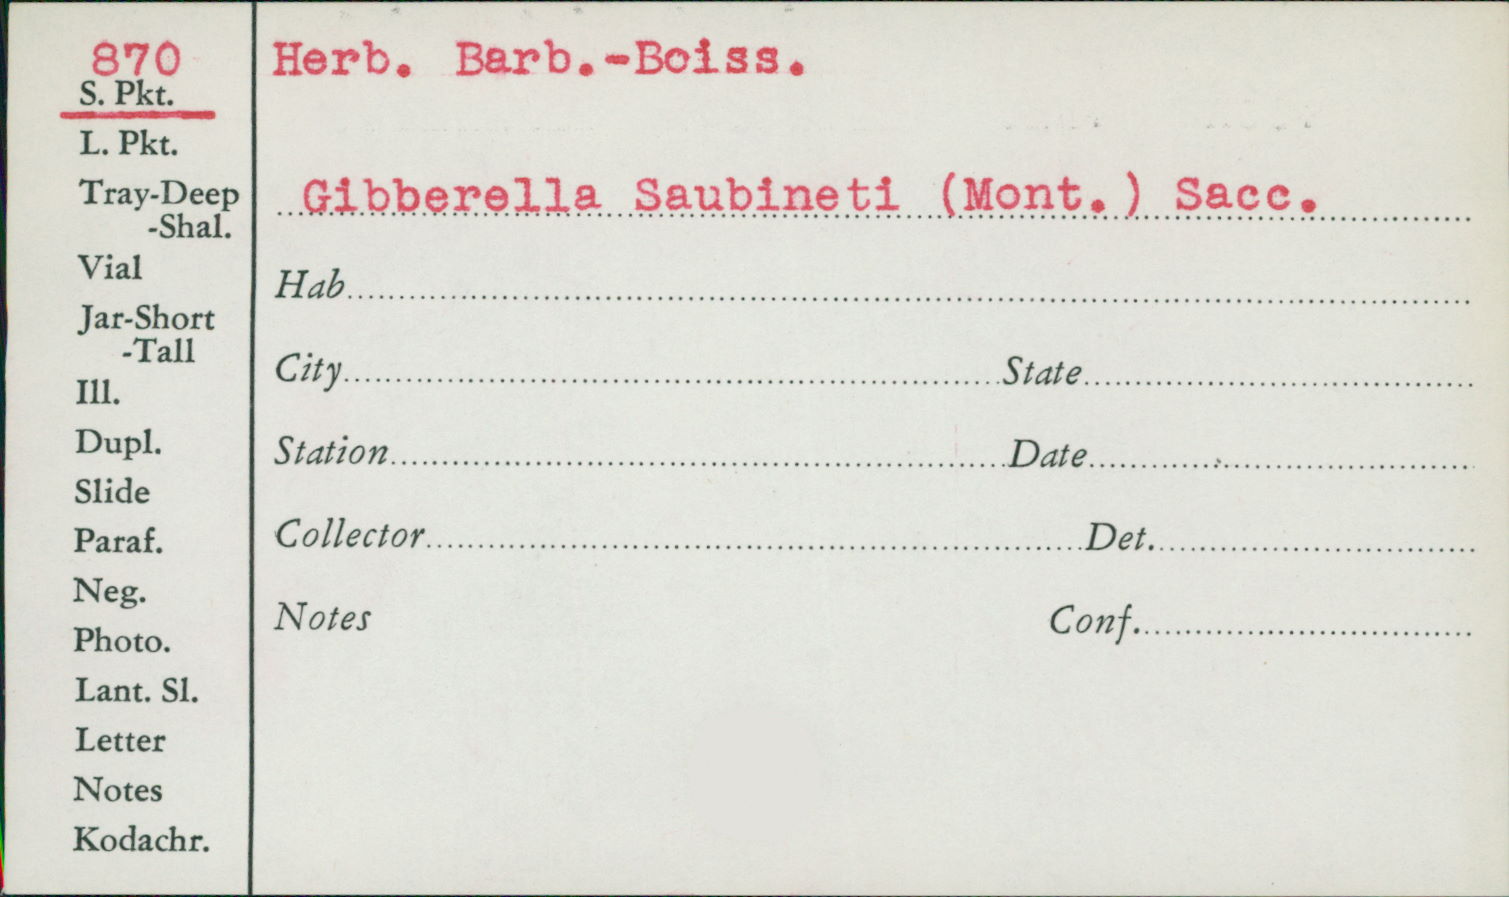 870
S. Pkt.
L. Pkt.
Tray-Deep
-Shal.
Vial
Jar-Short
-Tall
Ill.
Dupl.
Slide
Paraf.
Neg.
Photo.
Lant. Sl.
Letter
Notes
Kodachr.
Herb. Barb.-Boiss.
Gibberella Saubineti (Mont.) Sacc.
Hab
City State
Station Date
Collector Det.
Notes Conf.